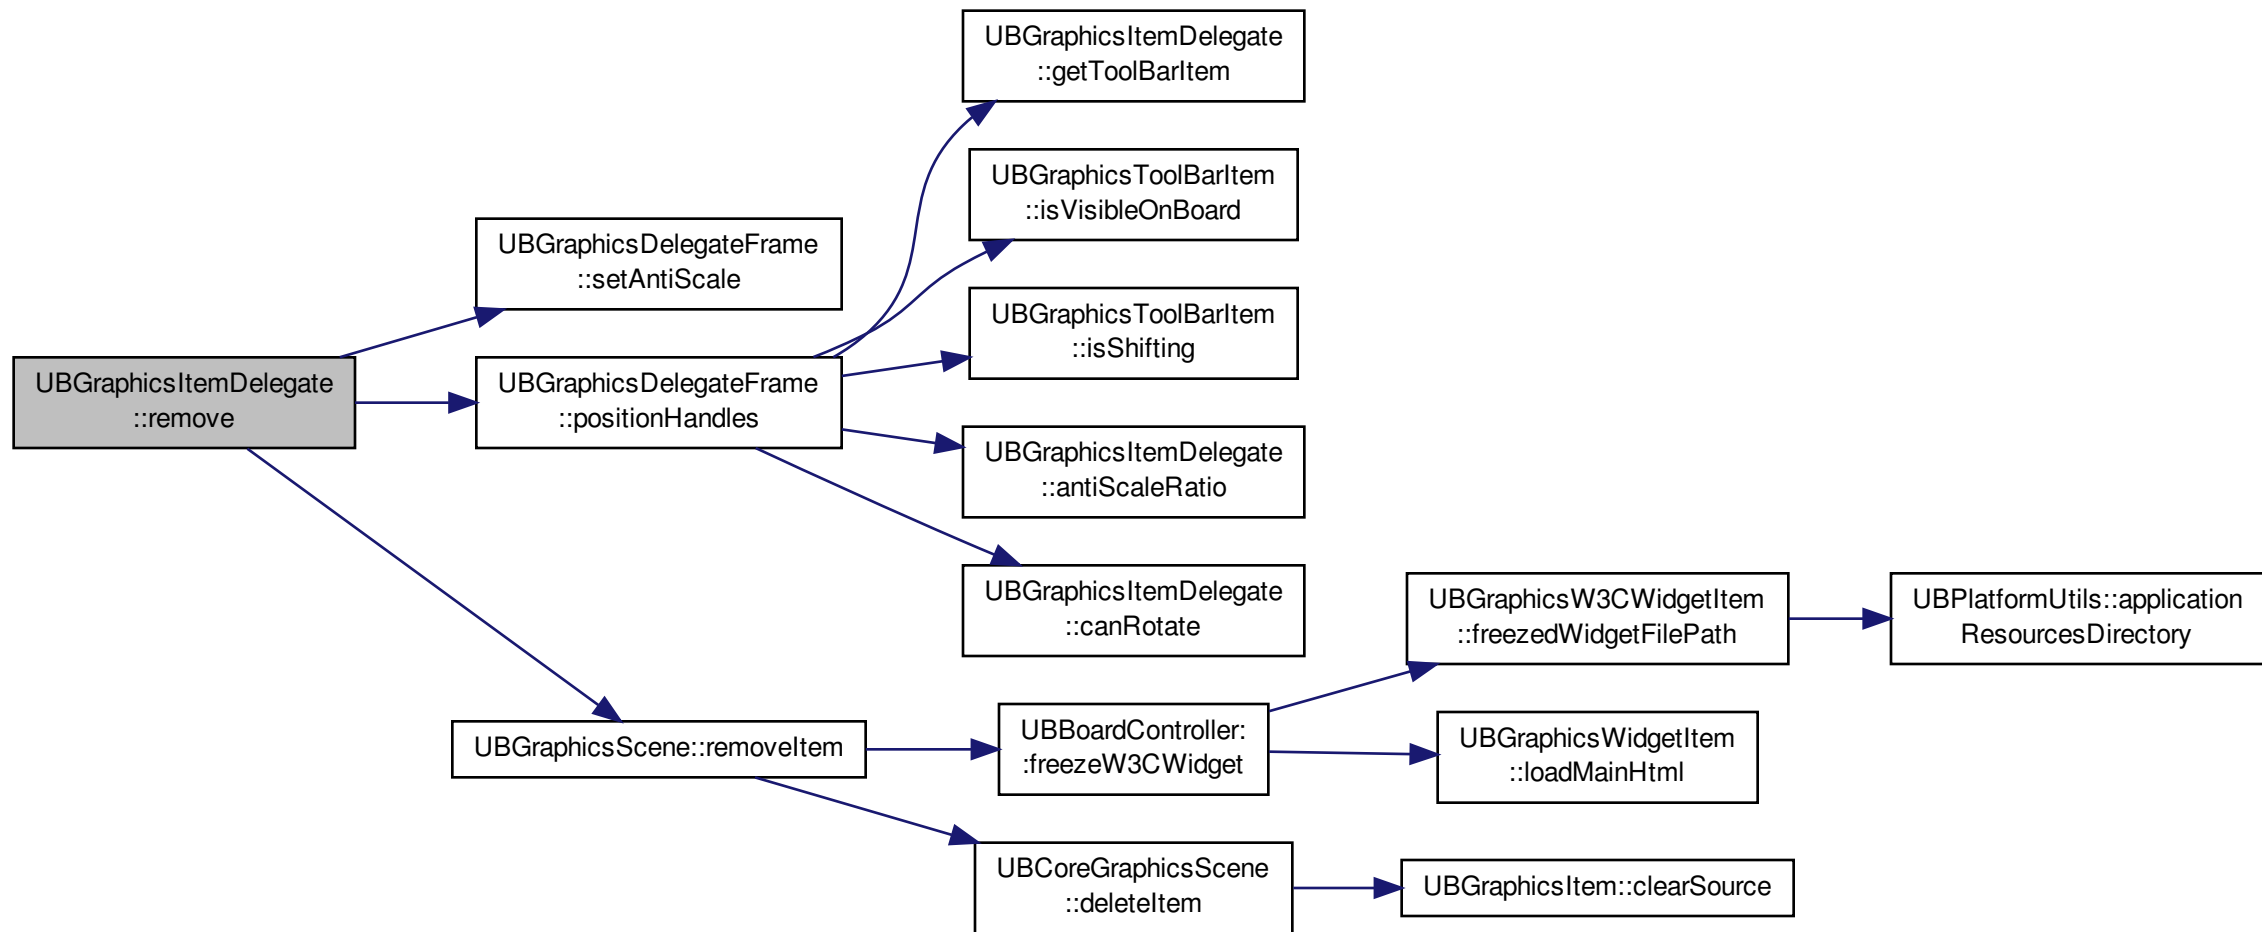 UBGraphicsItemDelegate
::getToolBarItem
UBGraphicsToolBarItem
::isVisibleOnBoard
UBGraphicsDelegateFrame
::setAntiScale
UBGraphicsToolBarItem
::isShifting
UBGraphicsItemDelegate
::remove
UBGraphicsDelegateFrame
::positionHandles
UBGraphicsItemDelegate
::antiScaleRatio
UBGraphicsItemDelegate
::canRotate
UBGraphicsW3CWidgetItem
::freezedWidgetFilePath
UBPlatformUtils::application
ResourcesDirectory
UBGraphicsScene::removeItem
UBBoardController:
:freezeW3CWidget
UBGraphicsWidgetItem
::loadMainHtml
UBCoreGraphicsScene
::deleteItem
UBGraphicsItem::clearSource